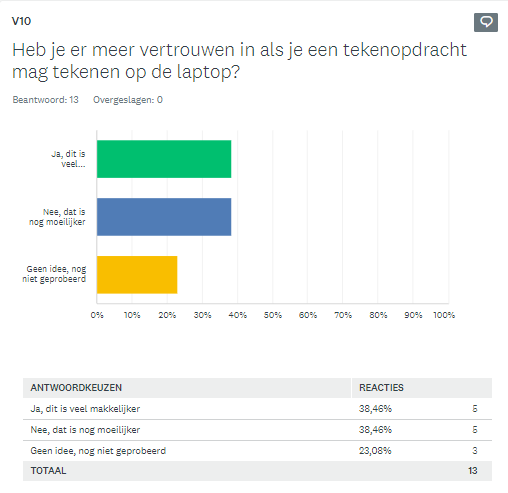 V10
Heb je er meer vertrouwen in als je een tekenopdracht
mag tekenen op de laptop?
Beantwoord: 13 Overgeslagen: 0
Ja, dit is
veel...
Nee, dat is
nog moeilijker
Geen idee, nog
niet geprobeerd
0% 10% 20% 30% 40% 50% 60% 70% 80% 90% 100%
ANTWOORDKEUZEN REACTIES
Ja, dit is veel makkelijker 38,46% 5
Nee, dat is nog moeilijker 38,46% 5
Geen idee, nog niet geprobeerd 23,08% 3
TOTAAL 13